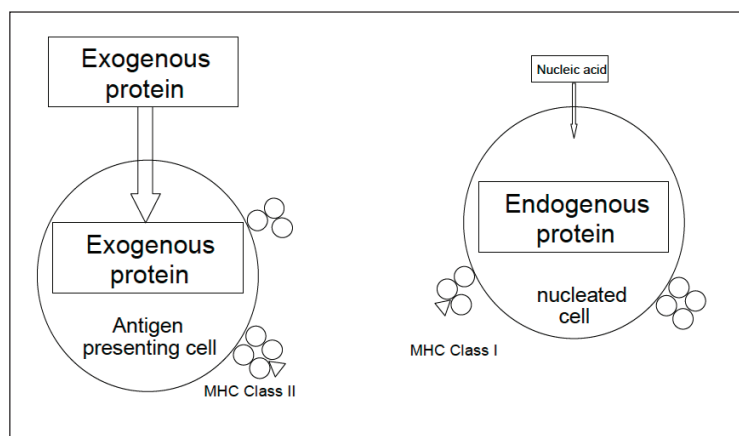 Exogenous
protein
Exogenous
protein
Antigen
presenting cell
MHC Class II
Nucleic acid
Endogenous
protein
nucleated
cell
MHC Class I